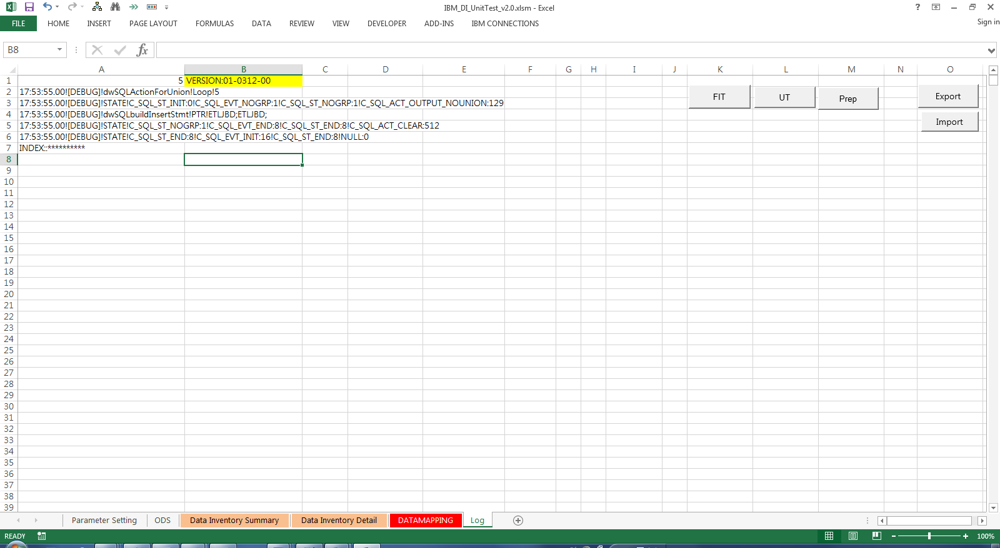 IBM_DI_UnitTest_v2.0.xlsm - Excel
?
FILE HOME INSERT PAGE LAYOUT FORMULAS DATA REVIEW VIEW DEVELOPER ADD-INS IBM CONNECTIONS Sign in
B8 fx
A B C D E F G H I J K L M N O
1 5 VERSION:01-0312-00
2 17:53:55.00![DEBUG]!dwSQLActionForUnion!Loop!5
3 17:53:55.00![DEBUG]!STATE!C_SQL_ST_INIT:0!C_SQL_EVT_NOGRP:1!C_SQL_ST_NOGRP:1!C_SQL_ACT_OUTPUT_NOUNION:129
4 17:53:55.00![DEBUG]!dwSQLbuildInsertStmt!PTR!ETLJBD;ETLJBD;
5 17:53:55.00![DEBUG]!STATE!C_SQL_ST_NOGRP:1!C_SQL_EVT_END:8!C_SQL_ST_END:8!C_SQL_ACT_CLEAR:512
6 17:53:55.00![DEBUG]!STATE!C_SQL_ST_END:8!C_SQL_EVT_INIT:16!C_SQL_ST_END:8!NULL:0
7 INDEX::**********
FIT UT Prep Export
Import
8
9
10
11
12
13
14
15
16
17
18
19
20
21
22
23
24
25
26
27
28
29
30
31
32
33
34
35
36
37
38
39
Parameter Setting ODS Data Inventory Summary Data Inventory Detail DATAMAPPING Log
READY 100%